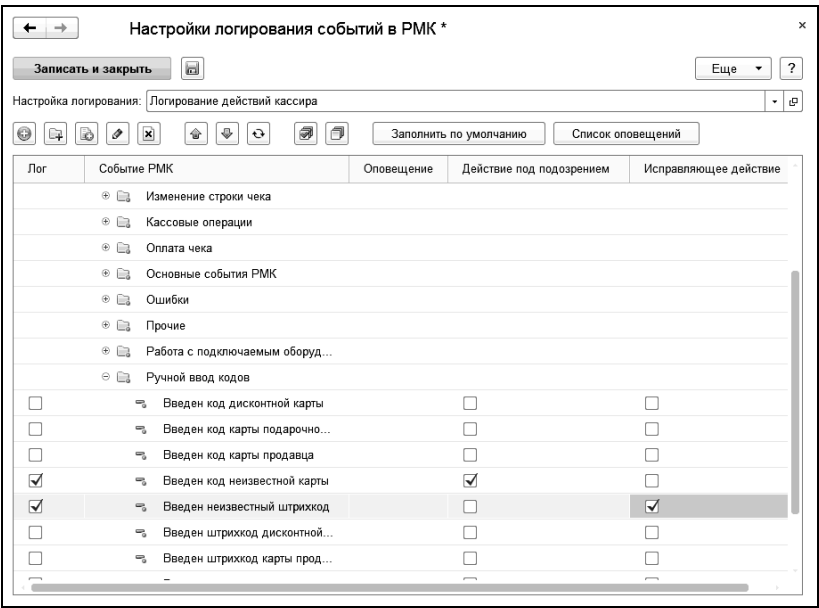 Настройки логирования событий в РМК *
Записать и закрыть Еще ?
Настройка логирования: Логирование действий кассира
Заполнить по умолчанию Список оповещений
Лог Событие РМК Оповещение Действие под подозрением Исправляющее действие
Изменение строки чека
Кассовые операции
Оплата чека
Основные события РМК
Ошибки
Прочие
Работа с подключаемым оборуд...
Ручной ввод кодов
Введен код дисконтной карты
Введен код карты подарочно...
Введен код карты продавца
Введен код неизвестной карты
Введен неизвестный штрихкод
Введен штрихкод дисконтной...
Введен штрихкод карты прод...